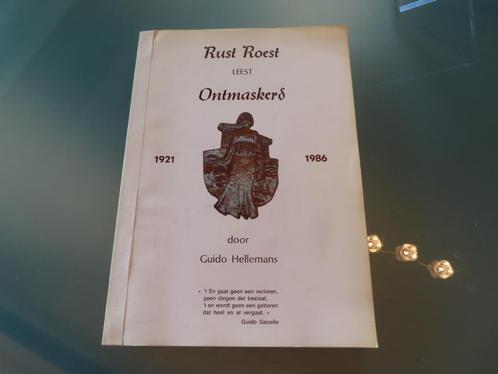 Rust Roest
LEEST
Ontmaskerd
1921 1986
door
Guido Hellemans
« 't En gaat geen een verloren,
geen dingen dat bestaat,
't en wordt geen een geboren
dat heel en al vergaat. »
Guido Gezelle